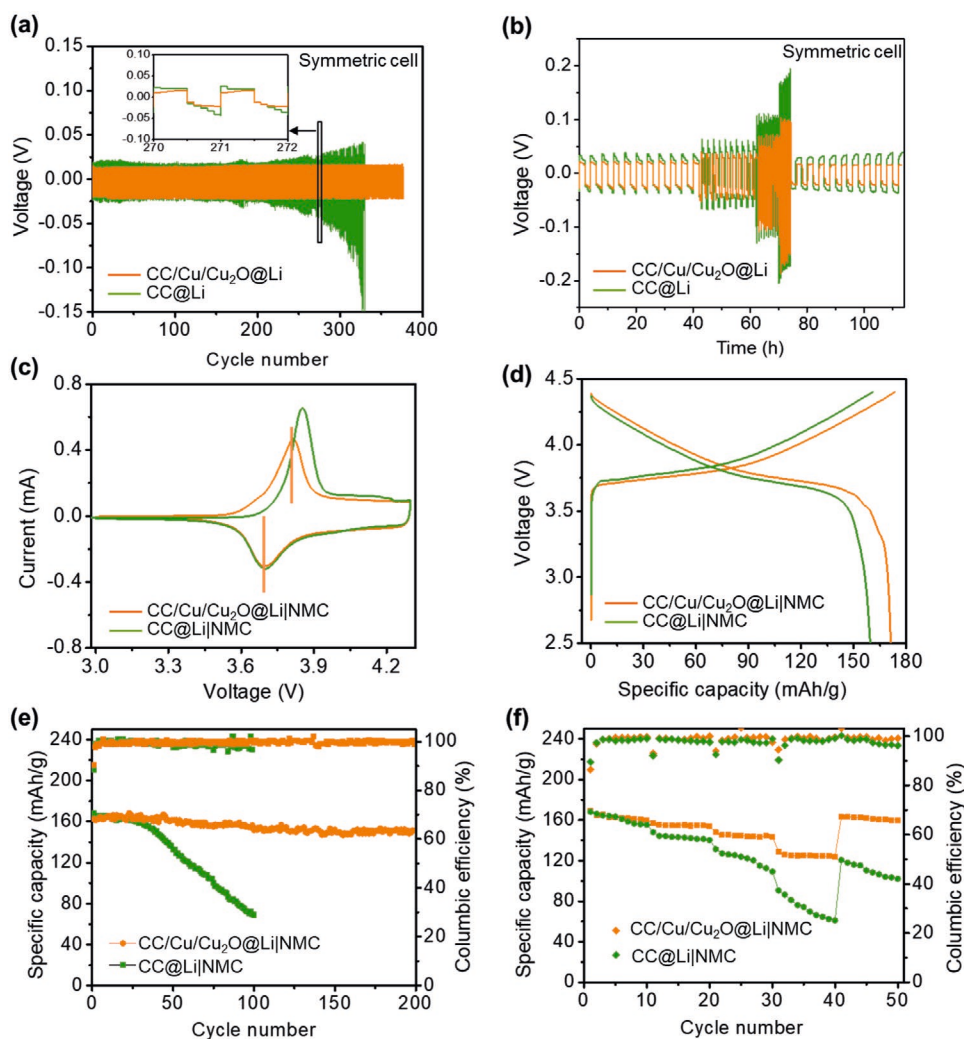 (a)
0.15
0.10
0.05
0.00
-0.05
-0.10
-0.15
Voltage (V)
0.10
0.05
0.00
-0.05
-0.10
270 271 272
Symmetric cell
CC/Cu/Cu₂O@Li
CC@Li
0 100 200 300 400
Cycle number
(b)
0.2
0.1
0.0
-0.1
-0.2
Voltage (V)
Symmetric cell
CC/Cu/Cu₂O@Li
CC@Li
0 20 40 60 80 100
Time (h)
(c)
0.8
0.4
0.0
-0.4
-0.8
Current (mA)
CC/Cu/Cu₂O@Li|NMC
CC@Li|NMC
3.0 3.3 3.6 3.9 4.2
Voltage (V)
(d)
4.5
4.0
3.5
3.0
2.5
Voltage (V)
CC/Cu/Cu₂O@Li|NMC
CC@Li|NMC
0 30 60 90 120 150 180
Specific capacity (mAh/g)
(e)
240
200
160
120
80
40
0
Specific capacity (mAh/g)
CC/Cu/Cu₂O@Li|NMC
CC@Li|NMC
100
80
60
40
20
0
Columbic efficiency (%)
0 50 100 150 200
Cycle number
(f)
240
200
160
120
80
40
0
Specific capacity (mAh/g)
CC/Cu/Cu₂O@Li|NMC
CC@Li|NMC
100
80
60
40
20
0
Columbic efficiency (%)
0 10 20 30 40 50
Cycle number